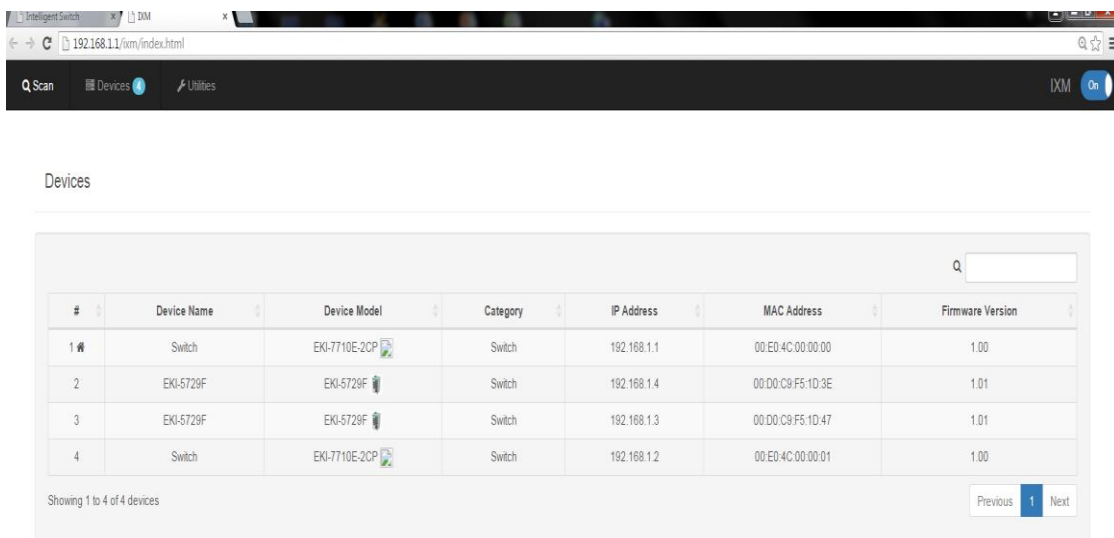 Intelligent Switch x IXM x
192.168.1.1/ixm/index.html
Scan Devices 4 Utilities IXM On
Devices
# Device Name Device Model Category IP Address MAC Address Firmware Version
1 Switch EKI-7710E-2CP Switch 192.168.1.1 00:E0:4C:00:00:00 1.00
2 EKI-5729F EKI-5729F Switch 192.168.1.4 00:D0:C9:F5:1D:3E 1.01
3 EKI-5729F EKI-5729F Switch 192.168.1.3 00:D0:C9:F5:1D:47 1.01
4 Switch EKI-7710E-2CP Switch 192.168.1.2 00:E0:4C:00:00:01 1.00
Showing 1 to 4 of 4 devices Previous 1 Next